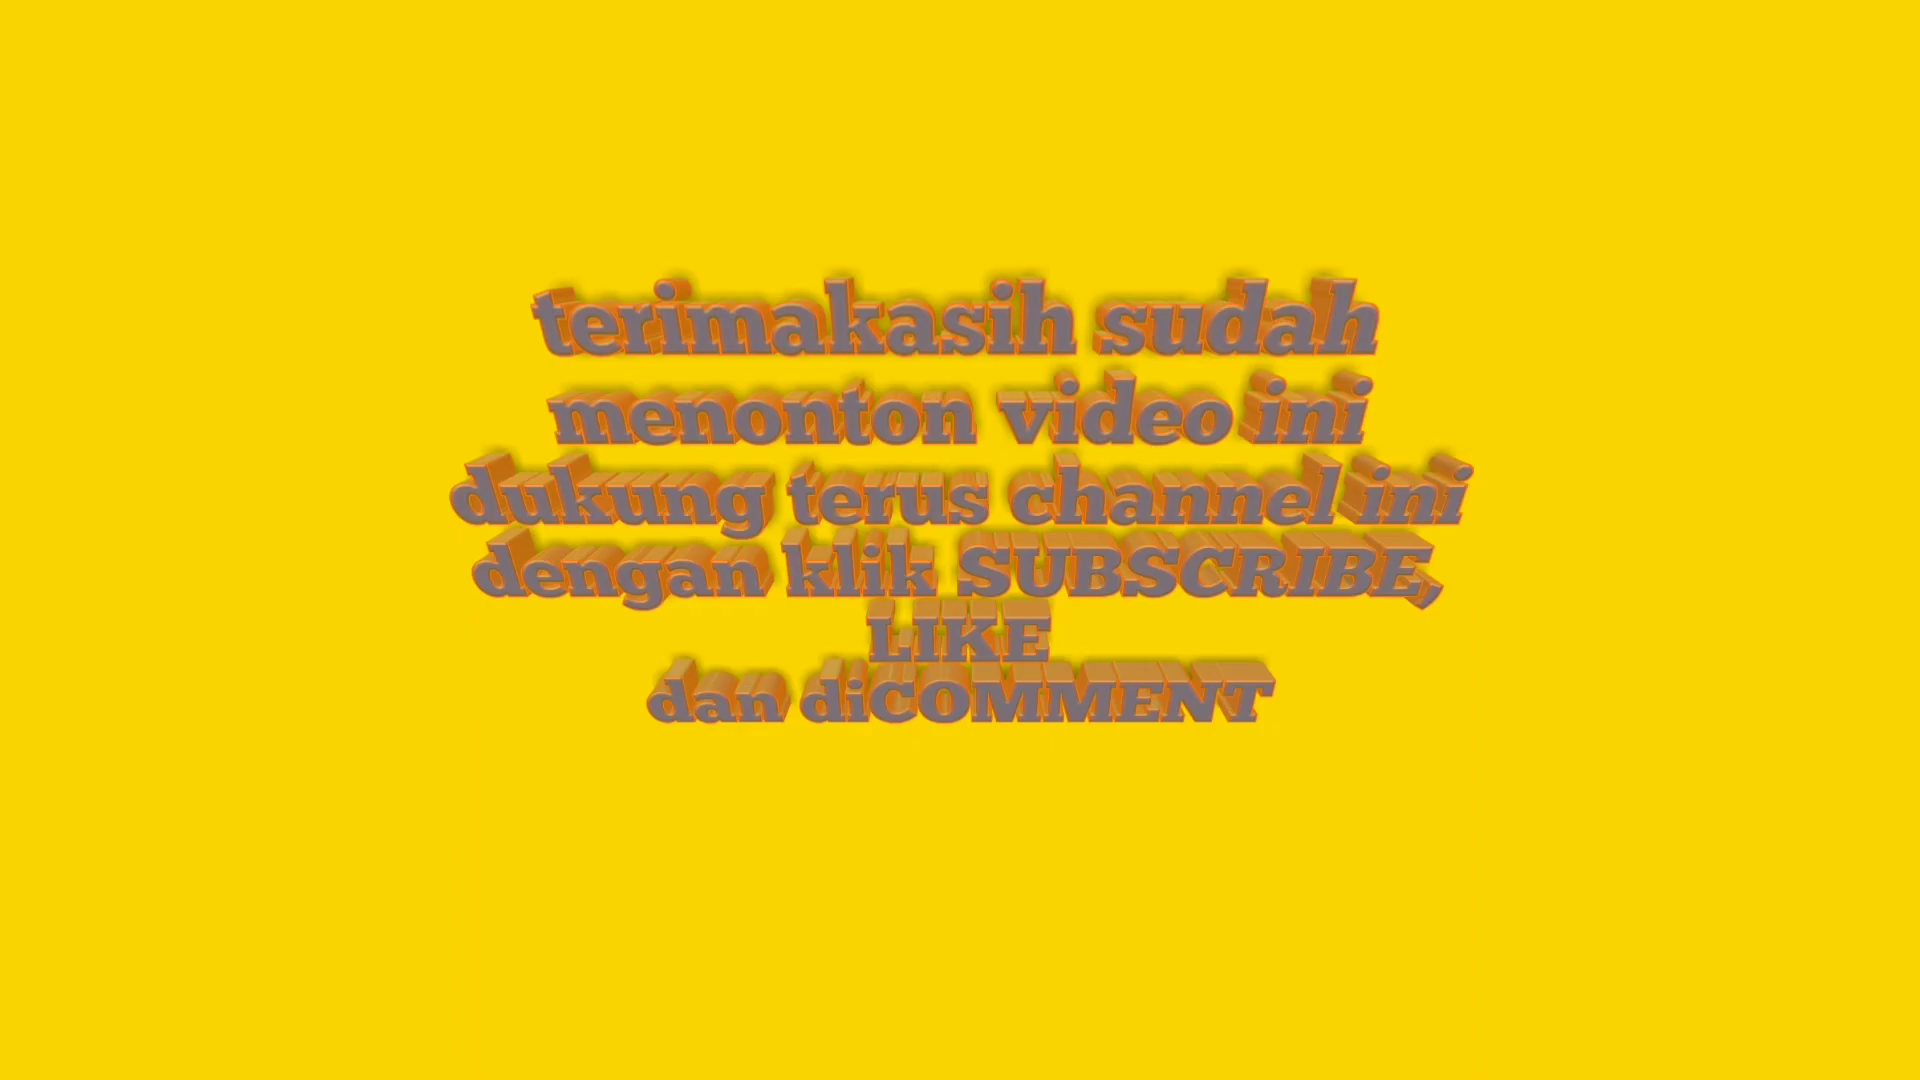 terimakasih sudah
menonton video ini
dukung terus channel ini
dengan klik SUBSCRIBE,
LIKE
dan diCOMMENT